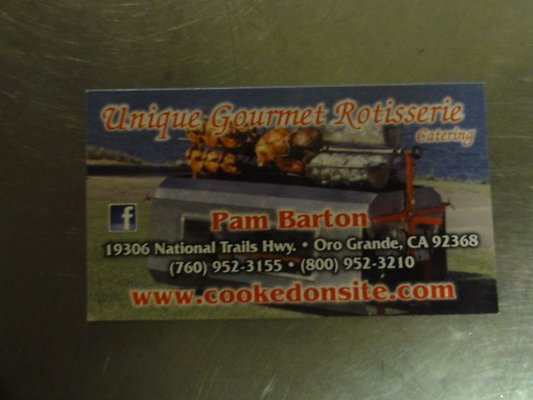 Unique Gourmet Rotisserie
Catering
f
Pam Barton
19306 National Trails Hwy. • Oro Grande, CA 92368
(760) 952-3155 • (800) 952-3210
www.cookedonsite.com